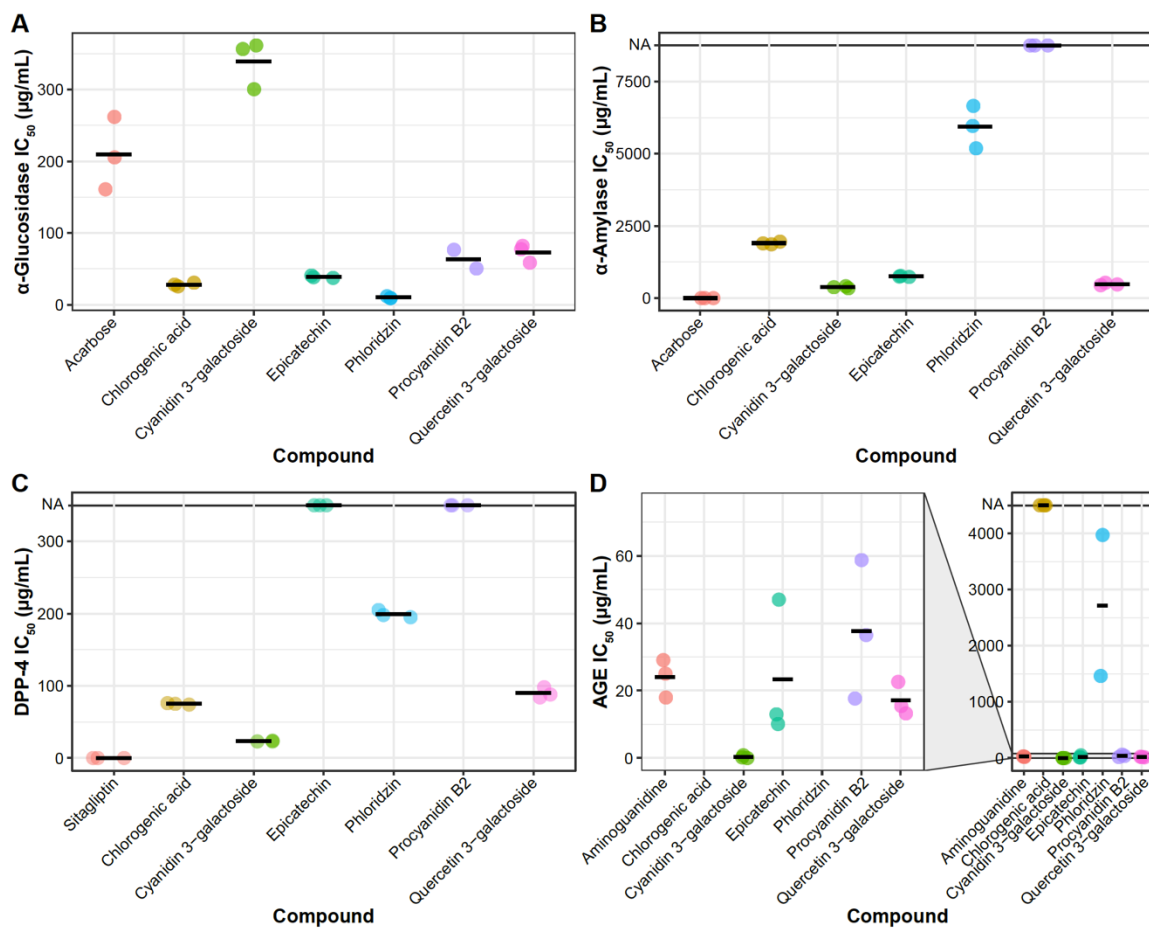 A
α-Glucosidase IC50 (µg/mL)
300
200
100
0
Acarbose
Chlorogenic acid
Cyanidin 3−galactoside
Epicatechin
Phloridzin
Procyanidin B2
Quercetin 3−galactoside
Compound
B
α-Amylase IC50 (µg/mL)
NA
7500
5000
2500
0
Acarbose
Chlorogenic acid
Cyanidin 3−galactoside
Epicatechin
Phloridzin
Procyanidin B2
Quercetin 3−galactoside
Compound
C
DPP-4 IC50 (µg/mL)
NA
300
200
100
0
Sitagliptin
Chlorogenic acid
Cyanidin 3−galactoside
Epicatechin
Phloridzin
Procyanidin B2
Quercetin 3−galactoside
Compound
D
AGE IC50 (µg/mL)
60
40
20
0
Aminoguanidine
Chlorogenic acid
Cyanidin 3−galactoside
Epicatechin
Phloridzin
Procyanidin B2
Quercetin 3−galactoside
NA
4000
3000
2000
1000
0
Aminoguanidine
Chlorogenic acid
Cyanidin 3−galactoside
Epicatechin
Phloridzin
Procyanidin B2
Quercetin 3−galactoside
Compound